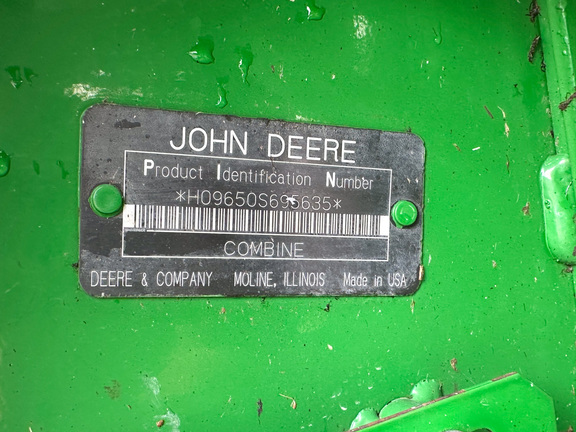 JOHN DEERE
Product Identification Number
*H09650S695635*
COMBINE
DEERE & COMPANY MOLINE, ILLINOIS Made in USA